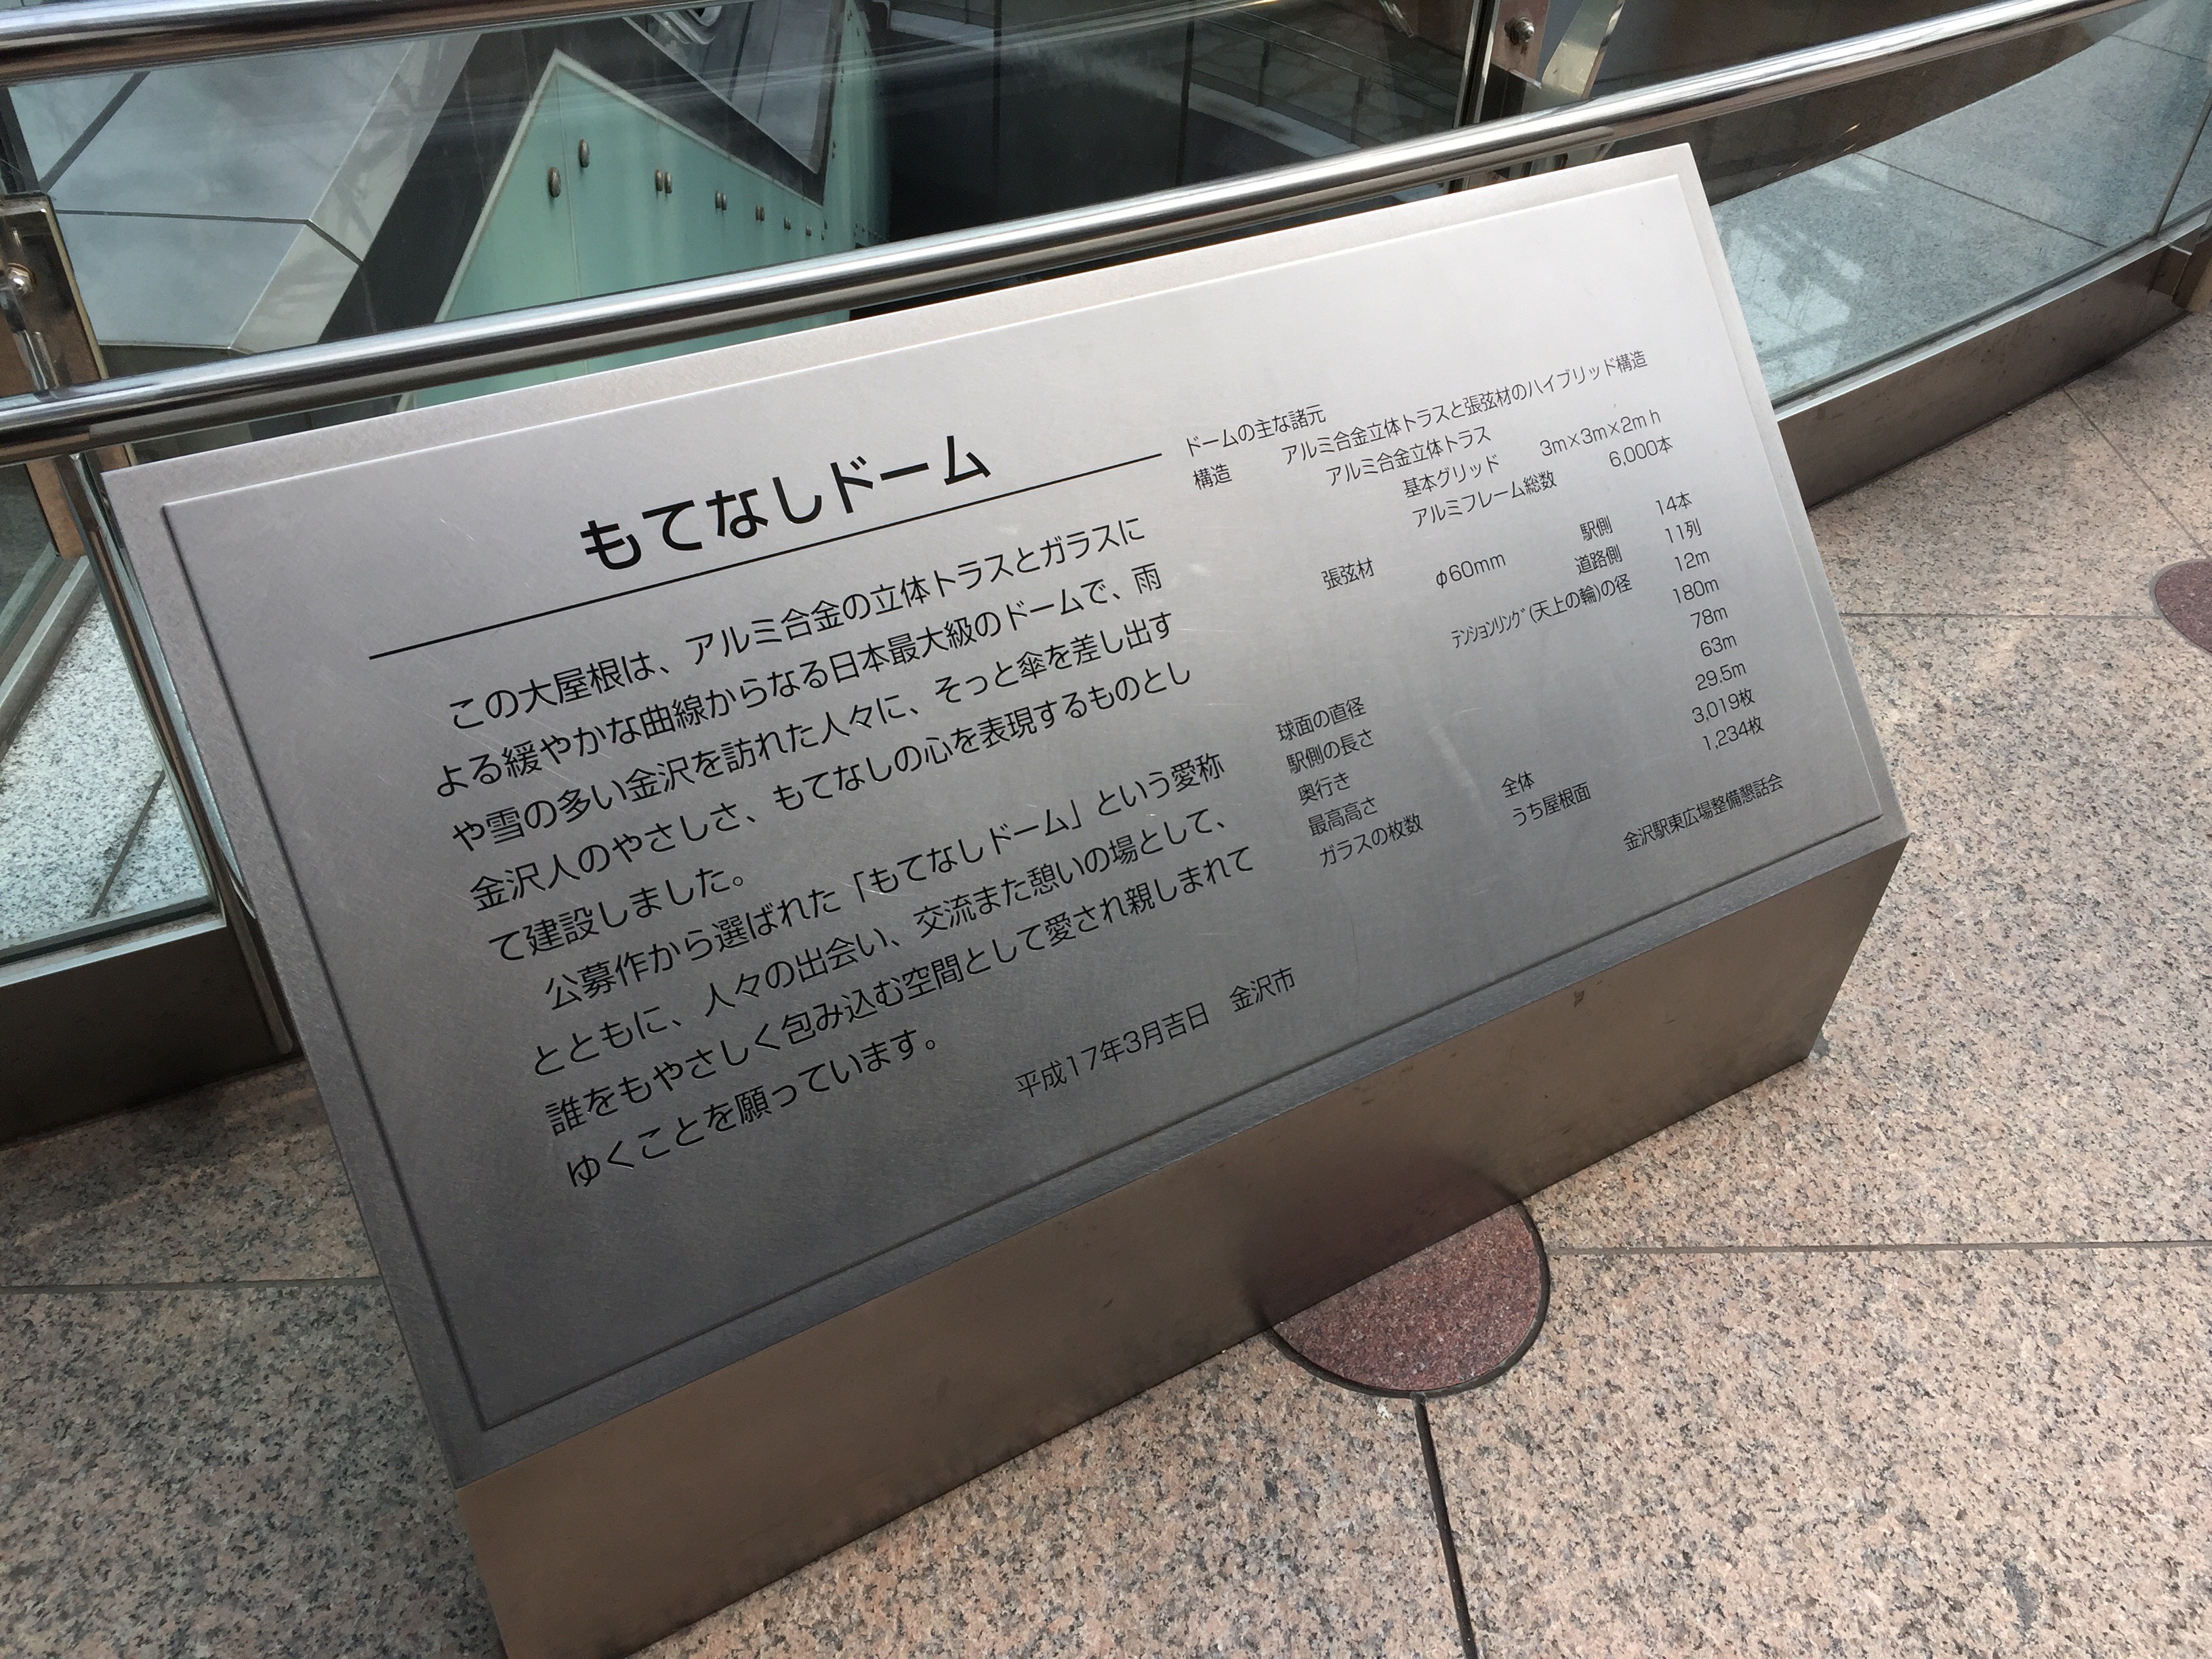 もてなしドーム
この大屋根は、アルミ合金の立体トラスとガラスに
よる緩やかな曲線からなる日本最大級のドームで、雨
や雪の多い金沢を訪れた人々に、そっと傘を差し出す
金沢人のやさしさ、もてなしの心を表現するものとし
て建設しました。
公募作から選ばれた「もてなしドーム」という愛称
とともに、人々の出会い、交流また憩いの場として、
誰をもやさしく包み込む空間として愛され親しまれて
ゆくことを願っています。
平成17年3月吉日　金沢市
ドームの主な諸元
構造　アルミ合金立体トラスと張弦材のハイブリッド構造
アルミ合金立体トラス
基本グリッド　3m×3m×2mｈ
アルミフレーム総数　6,000本
張弦材　φ60mm　駅側　14本
道路側　11列
ﾃﾝｼｮﾝﾘﾝｸﾞ(天上の輪)の径　12m
球面の直径　180m
駅側の長さ　78m
奥行き　63m
最高高さ　29.5m
ガラスの枚数　全体　3,019枚
うち屋根面　1,234枚
金沢駅東広場整備懇話会